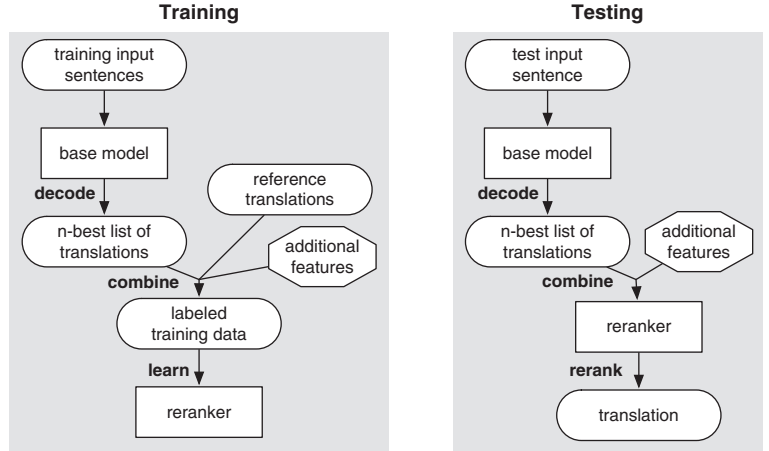 Training
training input
sentences
base model
decode
reference
translations
n-best list of
translations
additional
features
combine
labeled
training data
learn
reranker
Testing
test input
sentence
base model
decode
n-best list of
translations
additional
features
combine
reranker
rerank
translation